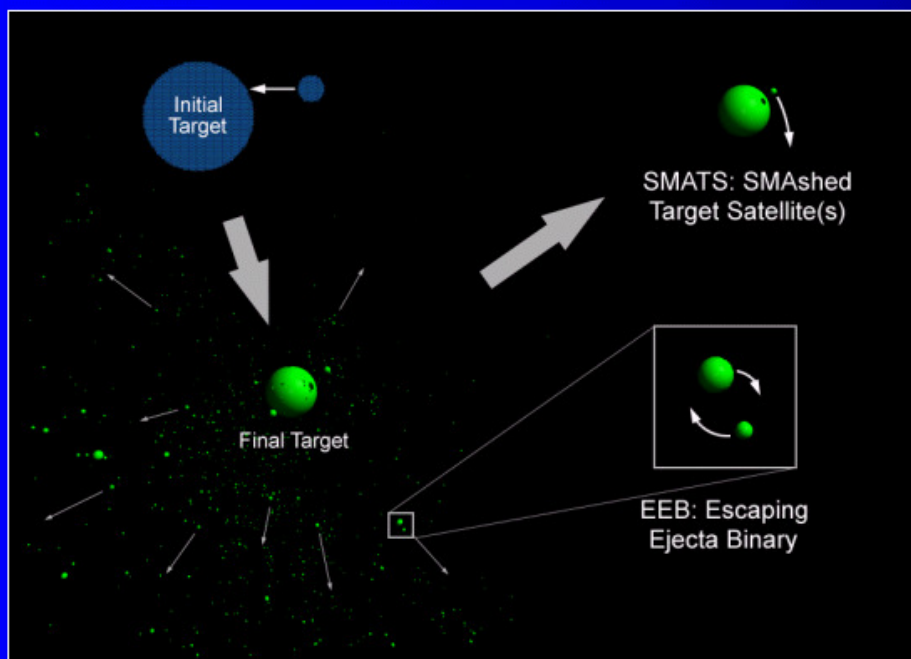 Initial
Target
SMATS: SMAshed
Target Satellite(s)
Final Target
EEB: Escaping
Ejecta Binary